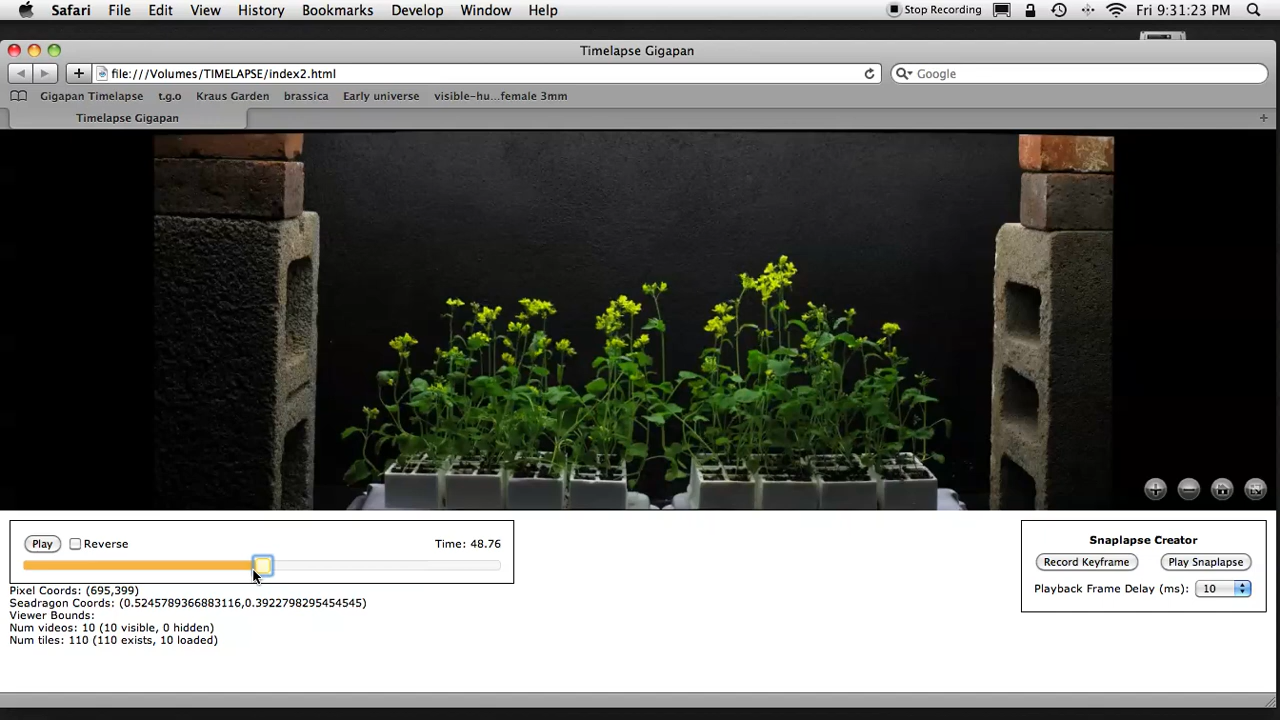 Safari File Edit View History Bookmarks Develop Window Help Stop Recording Fri 9:31:23 PM
Timelapse Gigapan
file:///Volumes/TIMELAPSE/index2.html Google
Gigapan Timelapse t.g.o Kraus Garden brassica Early universe visible-hu...female 3mm
Timelapse Gigapan
Play Reverse Time: 48.76
Pixel Coords: (695,399)
Seadragon Coords: (0.5245789366883116,0.3922798295454545)
Viewer Bounds:
Num videos: 10 (10 visible, 0 hidden)
Num tiles: 110 (110 exists, 10 loaded)
Snaplapse Creator
Record Keyframe Play Snaplapse
Playback Frame Delay (ms): 10